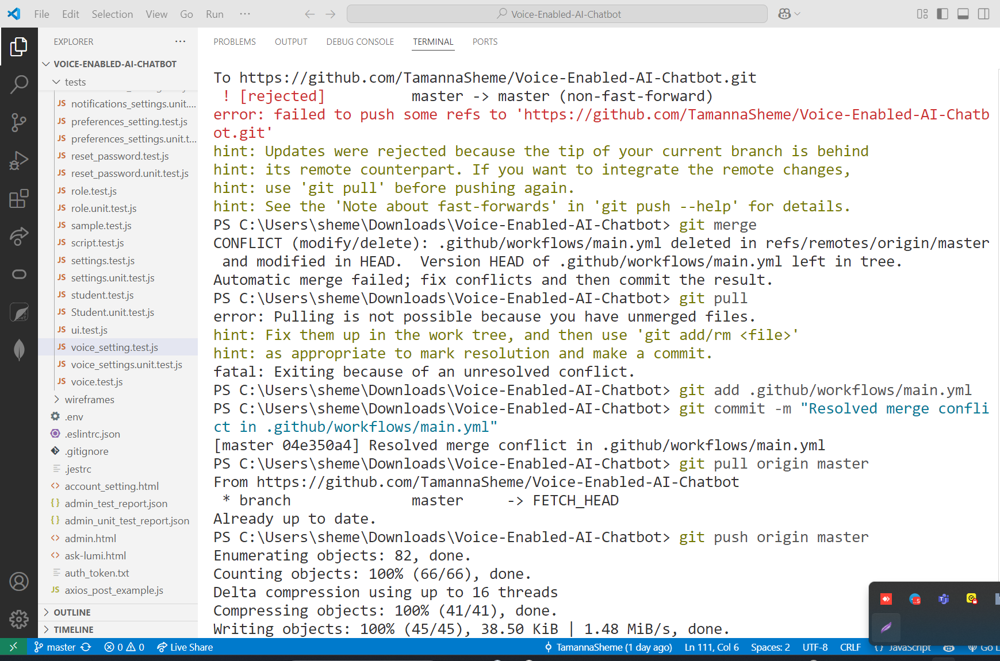 File Edit Selection View Go Run ···
Voice-Enabled-AI-Chatbot
EXPLORER ···
VOICE-ENABLED-AI-CHATBOT
tests
JS notifications_settings.unit....
JS preferences_setting.test.js
JS preferences_settings.unit.t...
JS reset_password.test.js
JS reset_password.unit.test.js
JS role.test.js
JS role.unit.test.js
JS sample.test.js
JS script.test.js
JS settings.test.js
JS settings.unit.test.js
JS student.test.js
JS Student.unit.test.js
JS ui.test.js
JS voice_setting.test.js
JS voice_settings.unit.test.js
JS voice.test.js
wireframes
.env
.eslintrc.json
.gitignore
.jestrc
<> account_setting.html
{} admin_test_report.json
{} admin_unit_test_report.json
<> admin.html
<> ask-lumi.html
auth_token.txt
JS axios_post_example.js
OUTLINE
TIMELINE
PROBLEMS OUTPUT DEBUG CONSOLE TERMINAL PORTS
To https://github.com/TamannaSheme/Voice-Enabled-AI-Chatbot.git
! [rejected] master -> master (non-fast-forward)
error: failed to push some refs to 'https://github.com/TamannaSheme/Voice-Enabled-AI-Chatb
ot.git'
hint: Updates were rejected because the tip of your current branch is behind
hint: its remote counterpart. If you want to integrate the remote changes,
hint: use 'git pull' before pushing again.
hint: See the 'Note about fast-forwards' in 'git push --help' for details.
PS C:\Users\sheme\Downloads\Voice-Enabled-AI-Chatbot> git merge
CONFLICT (modify/delete): .github/workflows/main.yml deleted in refs/remotes/origin/master
and modified in HEAD.  Version HEAD of .github/workflows/main.yml left in tree.
Automatic merge failed; fix conflicts and then commit the result.
PS C:\Users\sheme\Downloads\Voice-Enabled-AI-Chatbot> git pull
error: Pulling is not possible because you have unmerged files.
hint: Fix them up in the work tree, and then use 'git add/rm <file>'
hint: as appropriate to mark resolution and make a commit.
fatal: Exiting because of an unresolved conflict.
PS C:\Users\sheme\Downloads\Voice-Enabled-AI-Chatbot> git add .github/workflows/main.yml
PS C:\Users\sheme\Downloads\Voice-Enabled-AI-Chatbot> git commit -m "Resolved merge confli
ct in .github/workflows/main.yml"
[master 04e350a4] Resolved merge conflict in .github/workflows/main.yml
PS C:\Users\sheme\Downloads\Voice-Enabled-AI-Chatbot> git pull origin master
From https://github.com/TamannaSheme/Voice-Enabled-AI-Chatbot
* branch master -> FETCH_HEAD
Already up to date.
PS C:\Users\sheme\Downloads\Voice-Enabled-AI-Chatbot> git push origin master
Enumerating objects: 82, done.
Counting objects: 100% (66/66), done.
Delta compression using up to 16 threads
Compressing objects: 100% (41/41), done.
Writing objects: 100% (45/45), 38.50 KiB | 1.48 MiB/s, done.
master 0 0 Live Share TamannaSheme (1 day ago) Ln 111, Col 6 Spaces: 2 UTF-8 CRLF {} JavaScript Go